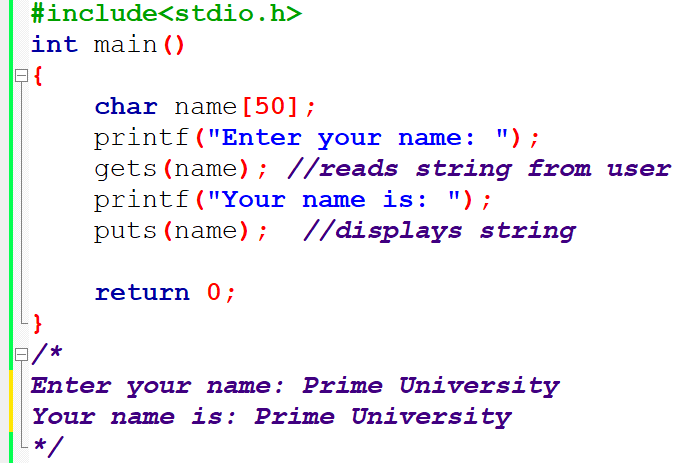 #include<stdio.h>
int main()
{
    char name[50];
    printf("Enter your name: ");
    gets(name); //reads string from user
    printf("Your name is: ");
    puts(name);  //displays string

    return 0;
}
/*
Enter your name: Prime University
Your name is: Prime University
*/